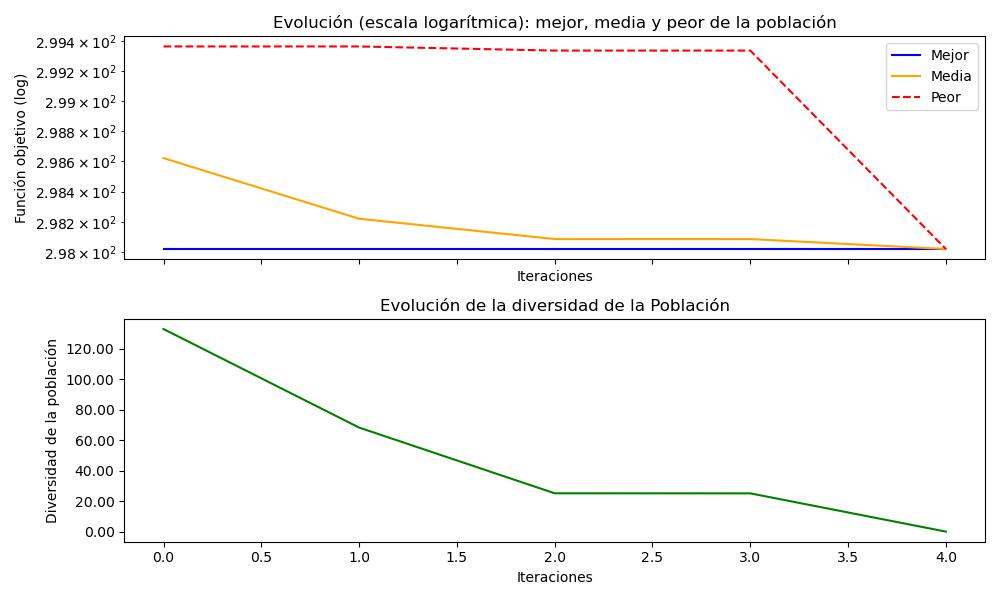 Evolución (escala logarítmica): mejor, media y peor de la población
2.994 × 10²
2.992 × 10²
2.99 × 10²
2.988 × 10²
2.986 × 10²
2.984 × 10²
2.982 × 10²
2.98 × 10²
Función objetivo (log)
Mejor
Media
Peor
Iteraciones
Evolución de la diversidad de la Población
120.00
100.00
80.00
60.00
40.00
20.00
0.00
Diversidad de la población
0.0 0.5 1.0 1.5 2.0 2.5 3.0 3.5 4.0
Iteraciones